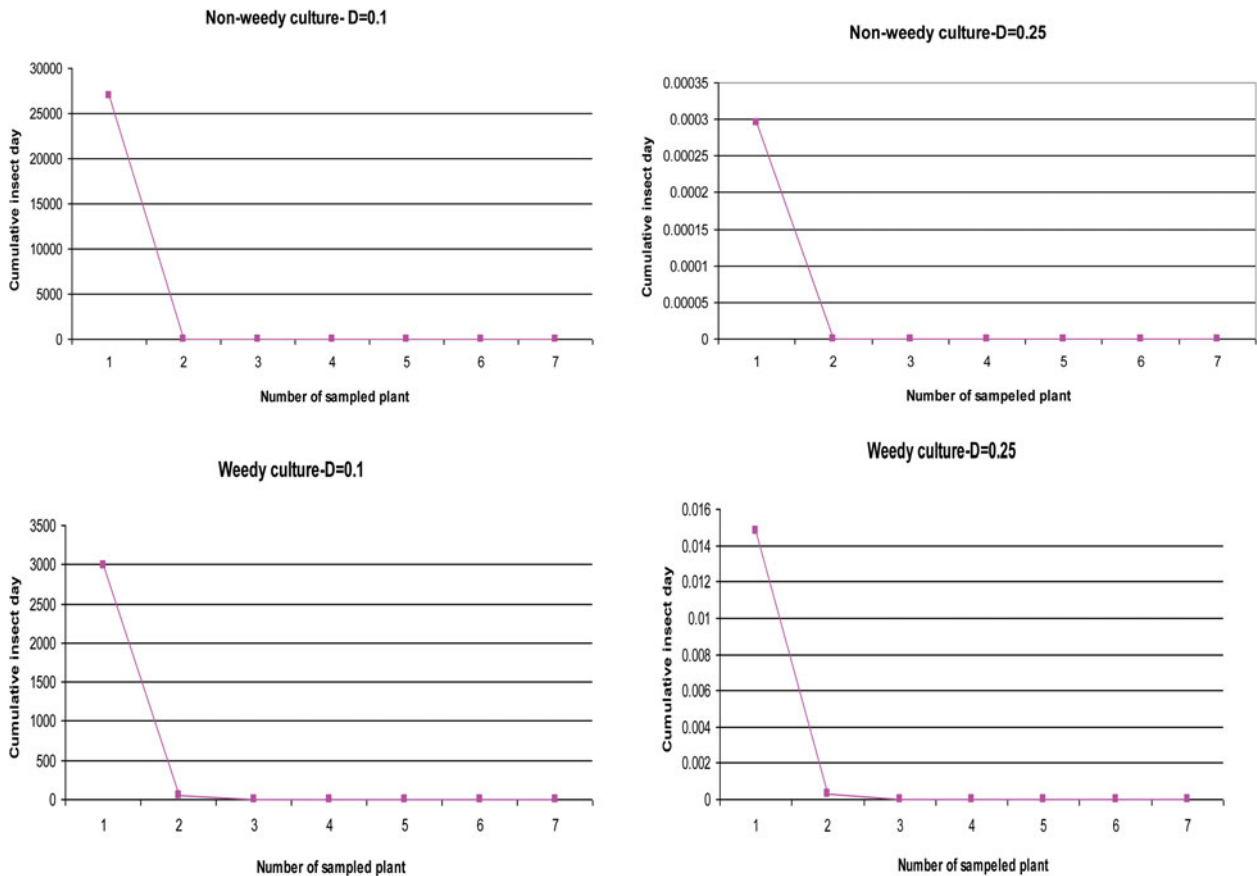 Non-weedy culture- D=0.1
Cumulative insect day
30000
25000
20000
15000
10000
5000
0
1 2 3 4 5 6 7
Number of sampled plant
Non-weedy culture-D=0.25
Cumulative insect day
0.00035
0.0003
0.00025
0.0002
0.00015
0.0001
0.00005
0
1 2 3 4 5 6 7
Number of sampeled plant
Weedy culture-D=0.1
Cumulative insect day
3500
3000
2500
2000
1500
1000
500
0
1 2 3 4 5 6 7
Number of sampled plant
Weedy culture-D=0.25
Cumulative insect day
0.016
0.014
0.012
0.01
0.008
0.006
0.004
0.002
0
1 2 3 4 5 6 7
Number of sampeled plant